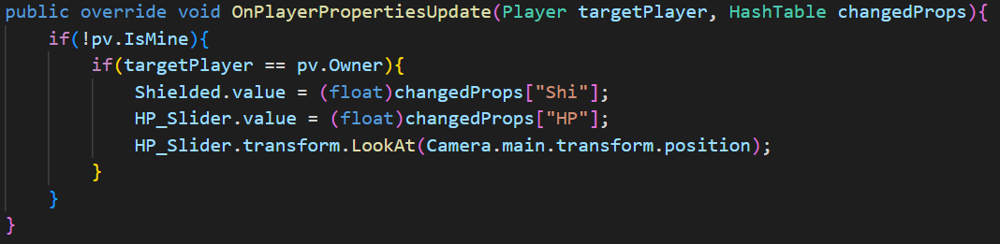 public override void OnPlayerPropertiesUpdate(Player targetPlayer, HashTable changedProps){
if(!pv.IsMine){
if(targetPlayer == pv.Owner){
Shielded.value = (float)changedProps["Shi"];
HP_Slider.value = (float)changedProps["HP"];
HP_Slider.transform.LookAt(Camera.main.transform.position);
}
}
}